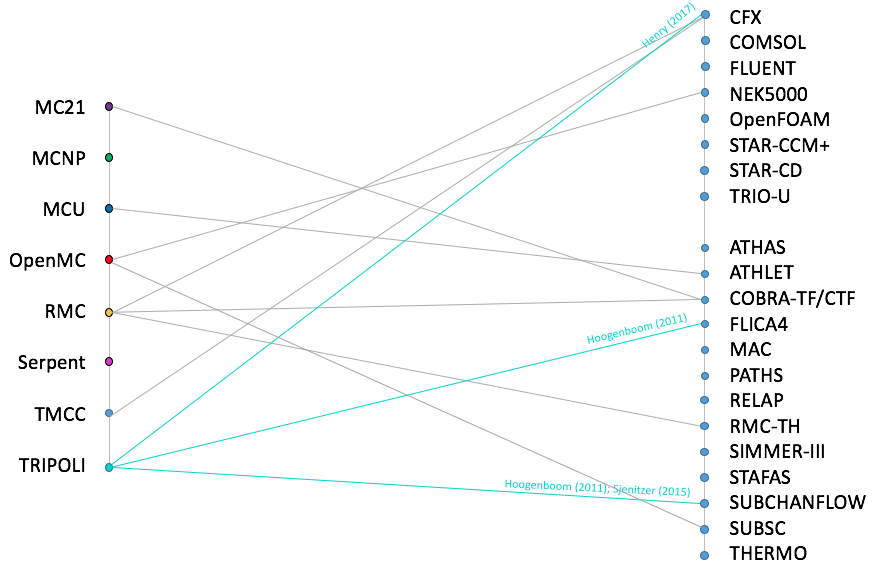 MC21
MCNP
MCU
OpenMC
RMC
Serpent
TMCC
TRIPOLI
Henry (2017)
Hoogenboom (2011)
Hoogenboom (2011); Sjenitzer (2015)
CFX
COMSOL
FLUENT
NEK5000
OpenFOAM
STAR-CCM+
STAR-CD
TRIO-U
ATHAS
ATHLET
COBRA-TF/CTF
FLICA4
MAC
PATHS
RELAP
RMC-TH
SIMMER-III
STAFAS
SUBCHANFLOW
SUBSC
THERMO